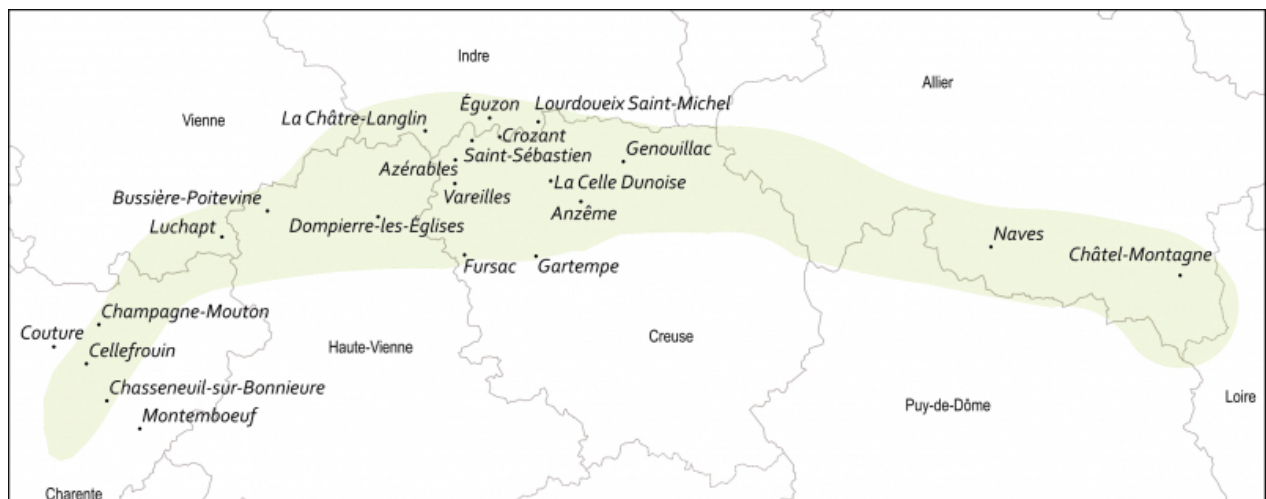 Indre
Allier
Éguzon
Lourdoueix Saint-Michel
La Châtre-Langlin
Vienne
Crozant
Genouillac
Saint-Sébastien
Azérables
La Celle Dunoise
Vareilles
Bussière-Poitevine
Anzême
Luchapt
Dompierre-les-Églises
Naves
Châtel-Montagne
Fursac
Gartempe
Champagne-Mouton
Couture
Creuse
Haute-Vienne
Cellefrouin
Chasseneuil-sur-Bonnieure
Loire
Puy-de-Dôme
Montemboeuf
Charente